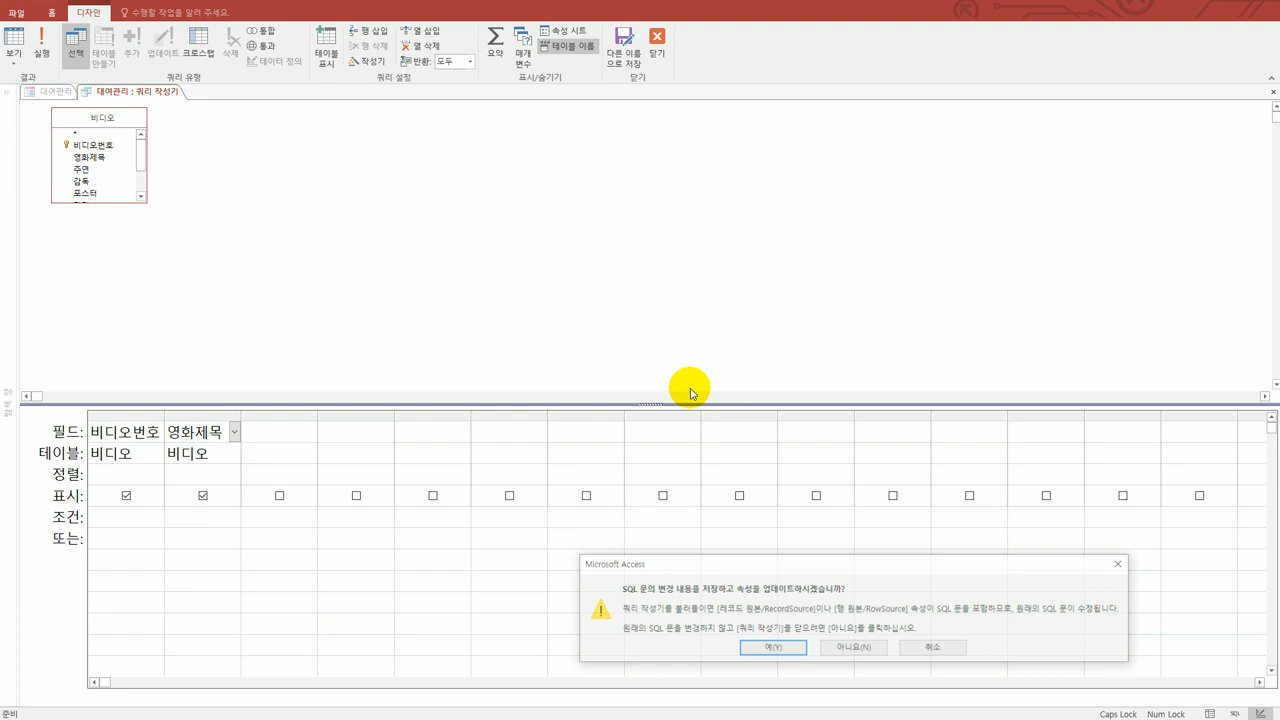 파일 홈 디자인 수행할 작업을 알려 주세요.
보기 실행 선택 테이블 만들기 추가 업데이트 크로스탭 삭제 통합 통과 데이터 정의
테이블 표시 행 삽입 행 삭제 작성기 열 삽입 열 삭제 반환: 모두
요약 매개 변수 속성 시트 테이블 이름 다른 이름으로 저장 닫기
결과 쿼리 유형 쿼리 설정 표시/숨기기 닫기
대여관리 대여관리 : 쿼리 작성기
비디오
*
비디오번호
영화제목
주연
감독
포스터
필드: 비디오번호 영화제목
테이블: 비디오 비디오
정렬:
표시:
조건:
또는:
Microsoft Access
SQL 문의 변경 내용을 저장하고 속성을 업데이트하시겠습니까?
쿼리 작성기를 불러들이면 [레코드 원본/RecordSource]이나 [행 원본/RowSource] 속성이 SQL 문을 포함하므로, 원래의 SQL 문이 수정됩니다.
원래의 SQL 문을 변경하지 않고 [쿼리 작성기]를 닫으려면 [아니요]를 클릭하십시오.
예(Y) 아니요(N) 취소
준비 Caps Lock Num Lock SQL